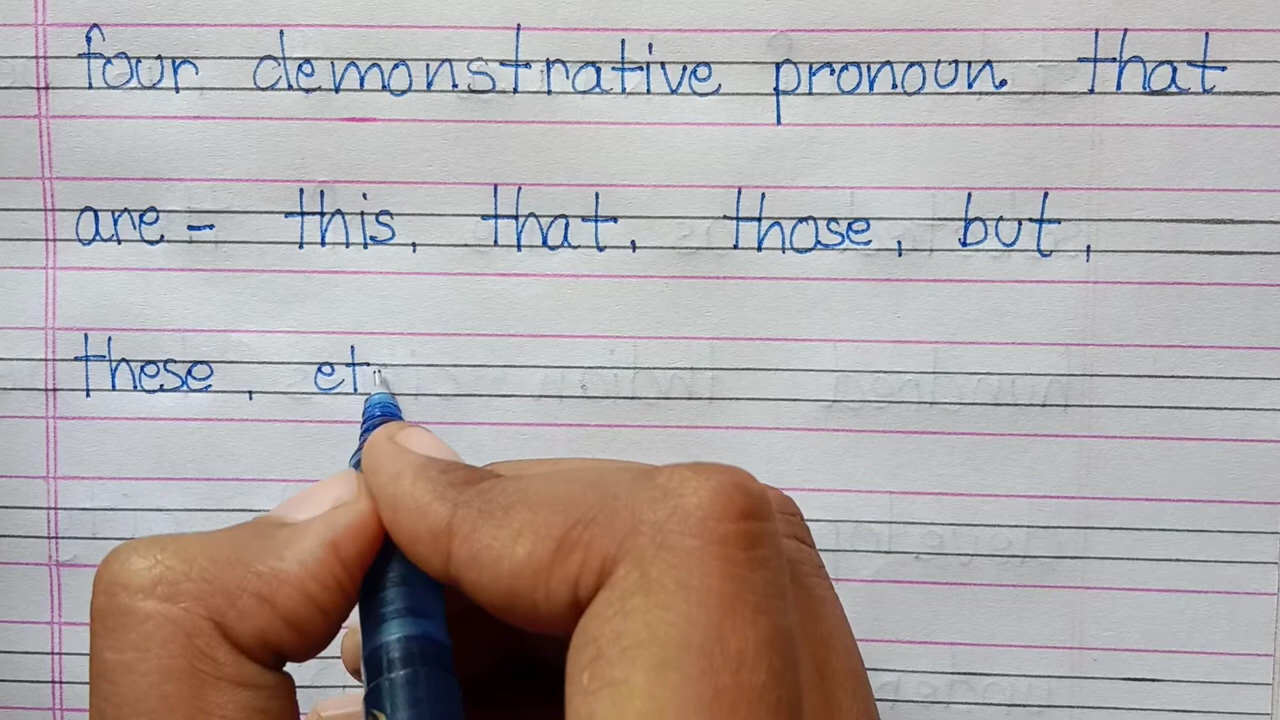 four demonstrative pronoun that
are - this, that, those, but,
these, et